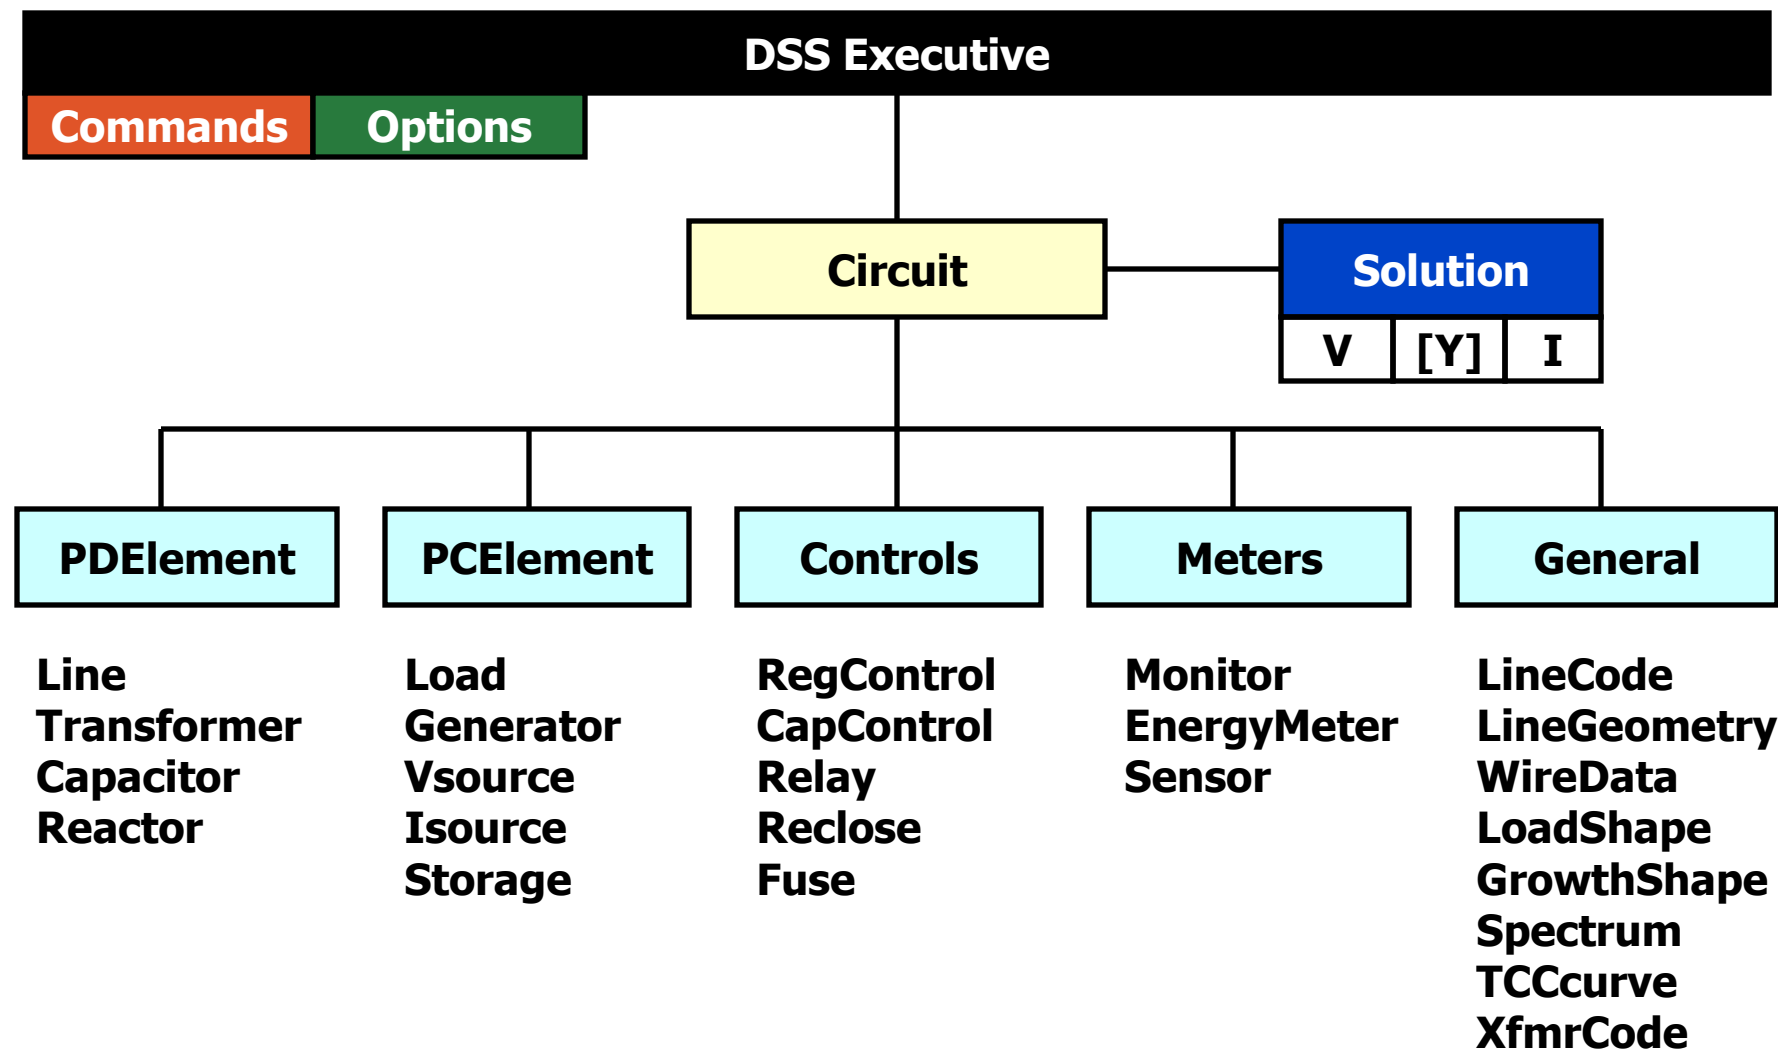 DSS Executive
Commands
Options
Circuit
Solution
V
[Y]
I
PDElement
PCElement
Controls
Meters
General
Line
Transformer
Capacitor
Reactor
Load
Generator
Vsource
Isource
Storage
RegControl
CapControl
Relay
Reclose
Fuse
Monitor
EnergyMeter
Sensor
LineCode
LineGeometry
WireData
LoadShape
GrowthShape
Spectrum
TCCcurve
XfmrCode